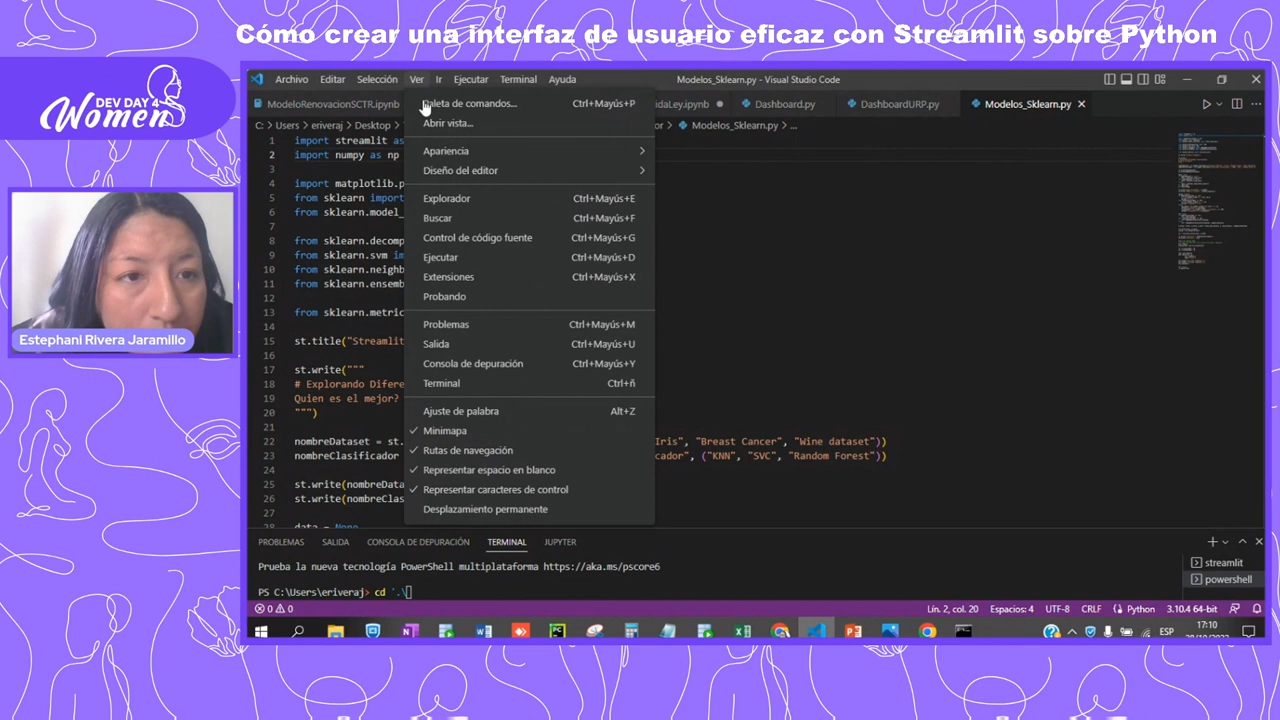 Cómo crear una interfaz de usuario eficaz con Streamlit sobre Python
DEV DAY 4
Women
Estephani Rivera Jaramillo
Archivo Editar Selección Ver Ir Ejecutar Terminal Ayuda
Modelos_Sklearn.py - Visual Studio Code
ModeloRenovacionSCTR.ipynb
idaLey.ipynb
Dashboard.py
DashboardURP.py
Modelos_Sklearn.py
C: > Users > eriveraj > Desktop
Modelos_Sklearn.py > ...
Paleta de comandos... Ctrl+Mayús+P
Abrir vista...
Apariencia
Diseño del editor
Explorador Ctrl+Mayús+E
Buscar Ctrl+Mayús+F
Control de código fuente Ctrl+Mayús+G
Ejecutar Ctrl+Mayús+D
Extensiones Ctrl+Mayús+X
Probando
Problemas Ctrl+Mayús+M
Salida Ctrl+Mayús+U
Consola de depuración Ctrl+Mayús+Y
Terminal Ctrl+ñ
Ajuste de palabra Alt+Z
Minimapa
Rutas de navegación
Representar espacio en blanco
Representar caracteres de control
Desplazamiento permanente
1 import streamlit as
2 import numpy as np
3
4 import matplotlib.p
5 from sklearn import
6 from sklearn.model_
7
8 from sklearn.decomp
9 from sklearn.svm i
10 from sklearn.neighb
11 from sklearn.ensemb
12
13 from sklearn.metric
14
15 st.title("Streamlit
16
17 st.write("""
18 # Explorando Difere
19 Quien es el mejor?
20 """)
21
22 nombreDataset = st. Iris", "Breast Cancer", "Wine dataset"))
23 nombreClasificador cador", ("KNN", "SVC", "Random Forest"))
24
25 st.write(nombreData
26 st.write(nombreClas
27
28 data = None
PROBLEMAS SALIDA CONSOLA DE DEPURACIÓN TERMINAL JUPYTER
Prueba la nueva tecnología PowerShell multiplataforma https://aka.ms/pscore6
PS C:\Users\eriveraj> cd '.\
streamlit
powershell
0 0
Lín. 2, col. 20 Espacios: 4 UTF-8 CRLF Python 3.10.4 64-bit
ESP
17:10